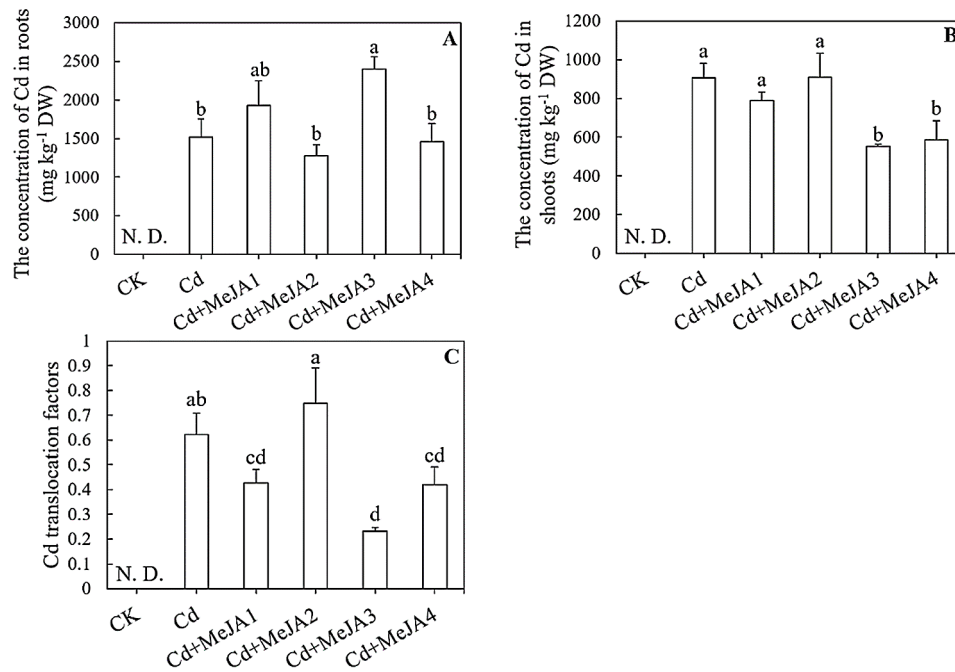 The concentration of Cd in roots
(mg kg-1 DW)
3000
2500
2000
1500
1000
500
0
A
b
ab
b
a
b
N. D.
CK
Cd
Cd+MeJA1
Cd+MeJA2
Cd+MeJA3
Cd+MeJA4
The concentration of Cd in
shoots (mg kg-1 DW)
1200
1000
800
600
400
200
0
B
a
a
a
b
b
N. D.
CK
Cd
Cd+MeJA1
Cd+MeJA2
Cd+MeJA3
Cd+MeJA4
Cd translocation factors
1
0.9
0.8
0.7
0.6
0.5
0.4
0.3
0.2
0.1
0
C
ab
cd
a
d
cd
N. D.
CK
Cd
Cd+MeJA1
Cd+MeJA2
Cd+MeJA3
Cd+MeJA4